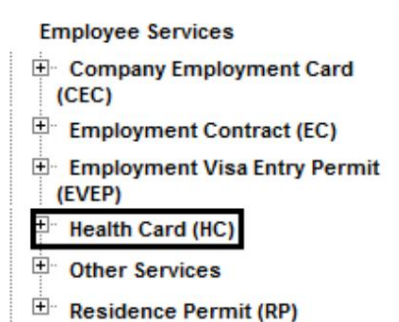 Employee Services
Company Employment Card
(CEC)
Employment Contract (EC)
Employment Visa Entry Permit
(EVEP)
Health Card (HC)
Other Services
Residence Permit (RP)